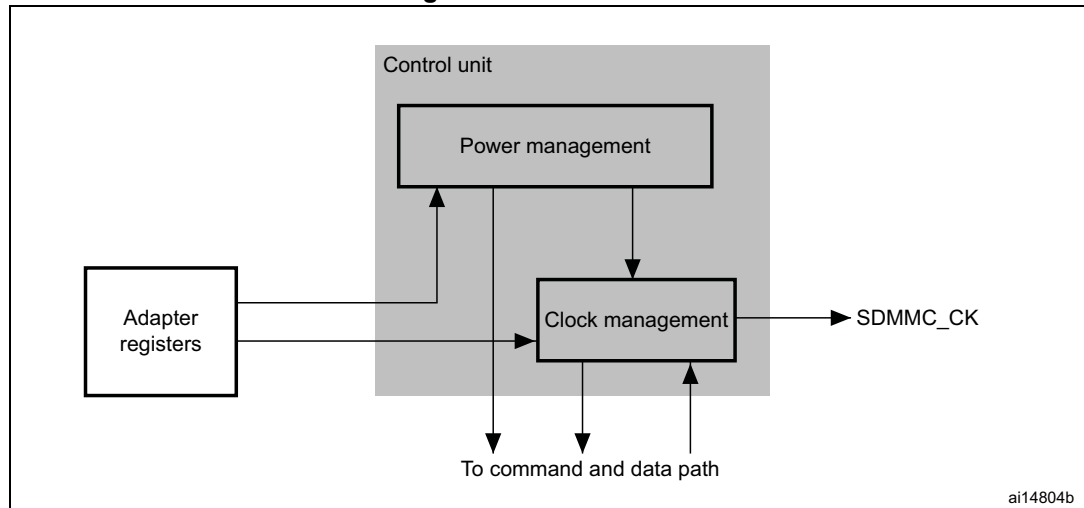 Control unit
Power management
Adapter
registers
Clock management
SDMMC_CK
To command and data path
ai14804b